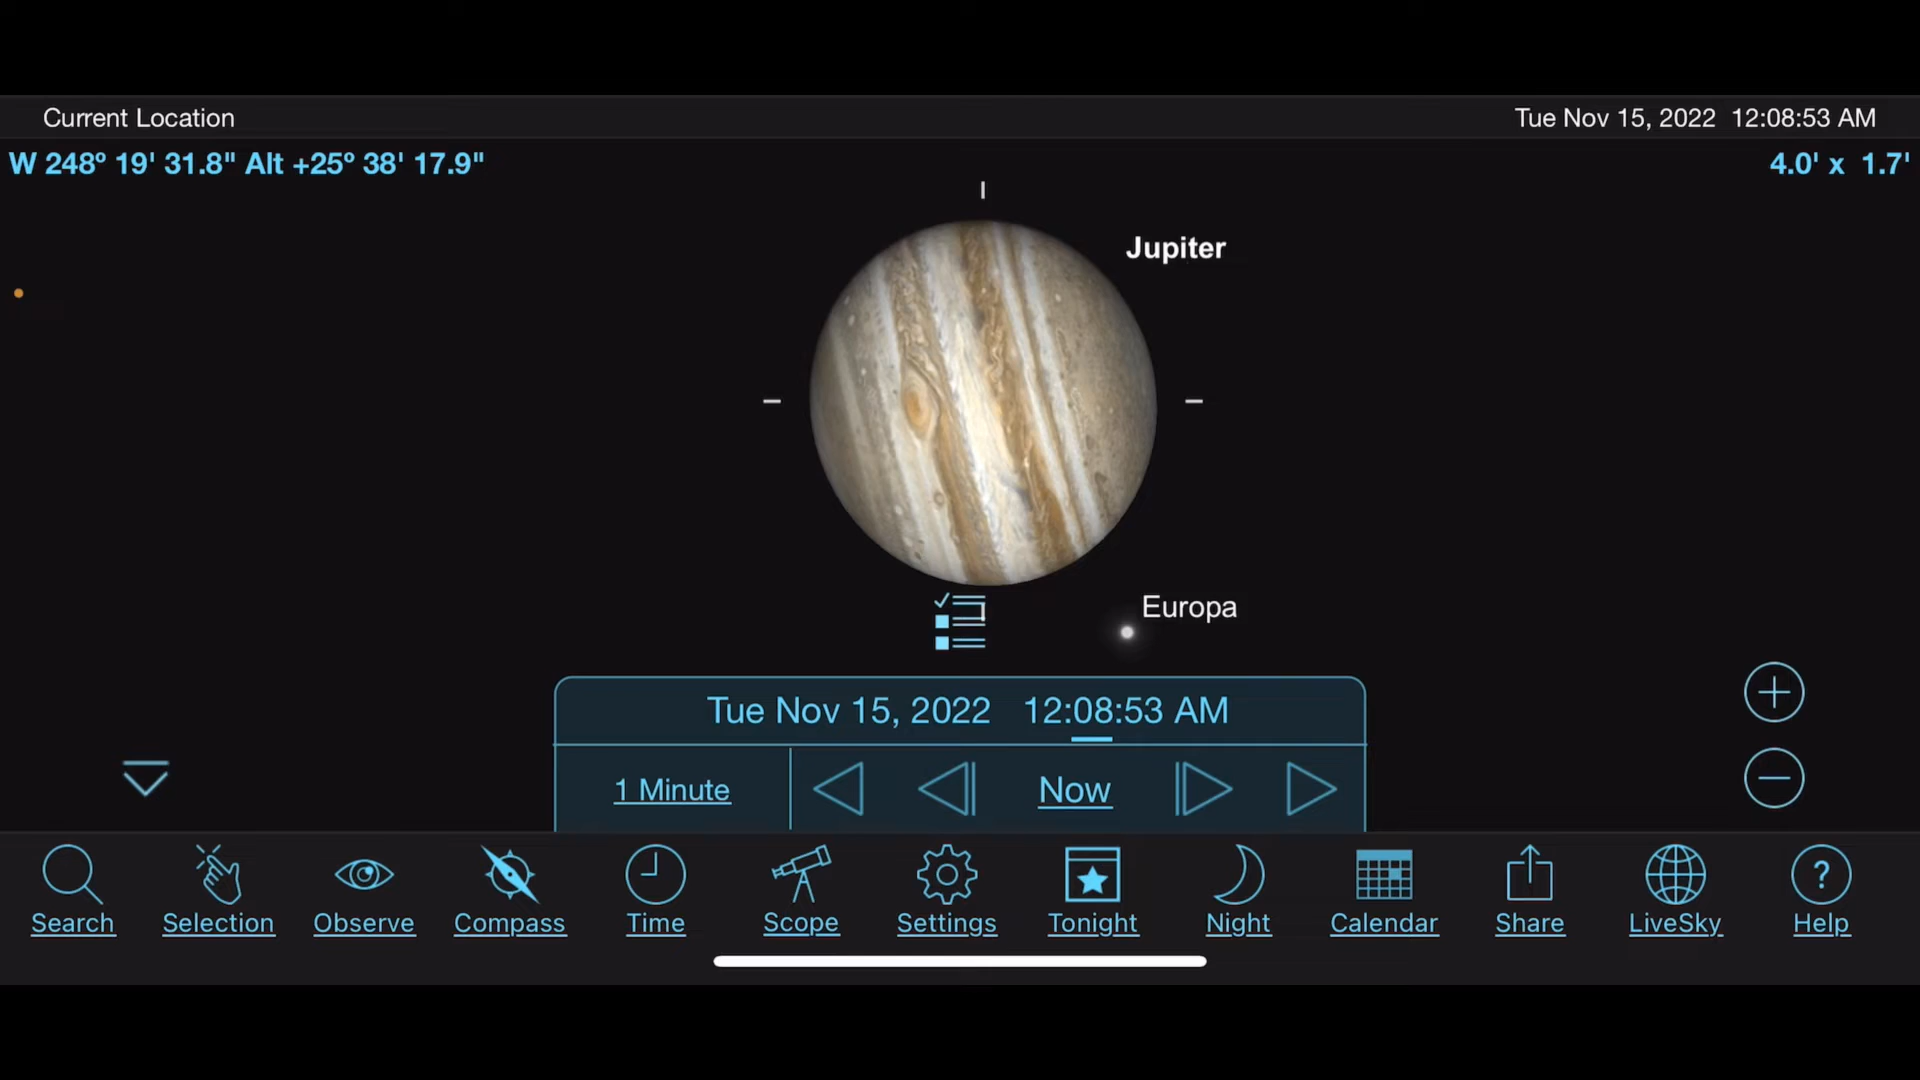 Current Location
Tue Nov 15, 2022 12:08:53 AM
W 248º 19' 31.8" Alt +25º 38' 17.9"
4.0' x 1.7'
Jupiter
Europa
Tue Nov 15, 2022 12:08:53 AM
1 Minute
Now
Search
Selection
Observe
Compass
Time
Scope
Settings
Tonight
Night
Calendar
Share
LiveSky
?
Help